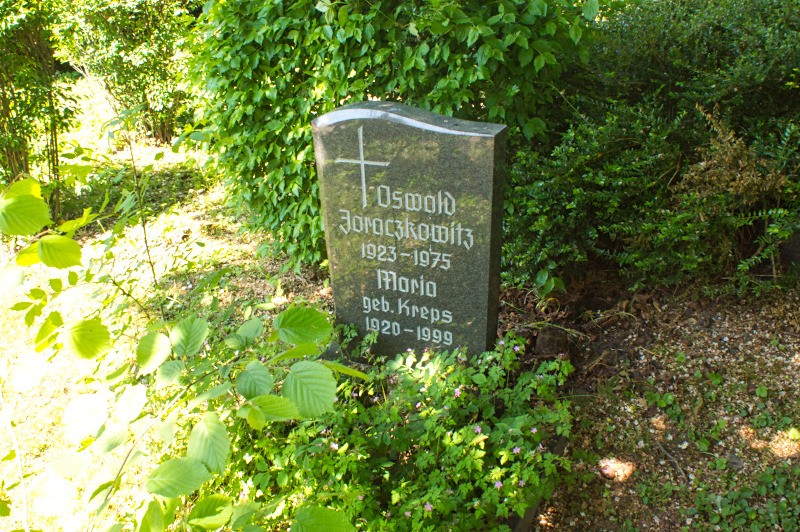 Oswald
Joraczkowitz
1923-1975
Maria
geb. Kreps
1920-1999